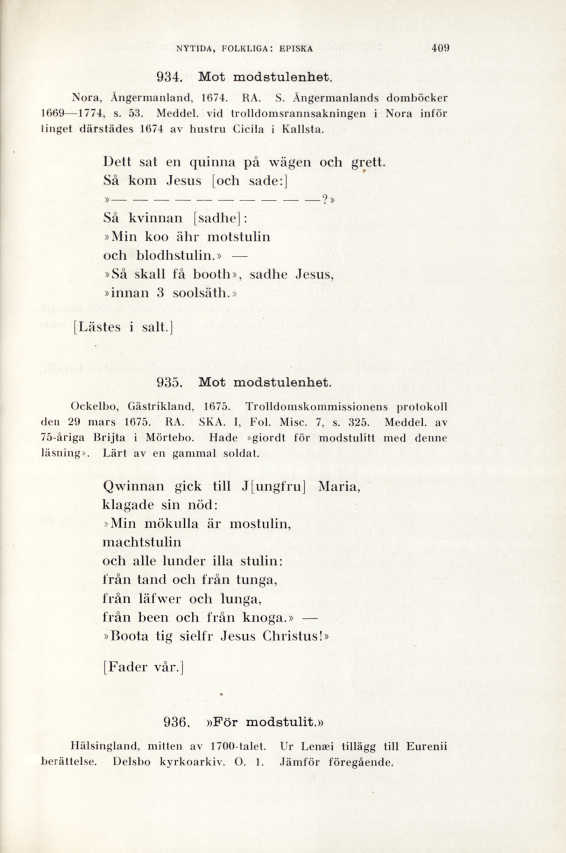 NYTIDA, FOLKLIGA: EPISKA 409
934. Mot modstulenhet.
Nora, Ångermanland, 1674. RA. S. Ångermanlands domböcker
1669—1774, s. 53. Meddel. vid trolldomsrannsakningen i Nora inför
tinget därstädes 1674 av hustru Cicila i Kallsta.
Dett sat en quinna på wägen och grett.
Så kom Jesus [och sade:]
»— — — — — — — — — —?»
Så kvinnan [sadhe]:
»Min koo ähr motstulin
och blodhstulin.» —
»Så skall få booth», sadhe Jesus,
»innan 3 soolsäth.»
[Lästes i salt.]
935. Mot modstulenhet.
Ockelbo, Gästrikland, 1675. Trolldomskommissionens protokoll
den 29 mars 1675. RA. SKA. I, Fol. Misc. 7, s. 325. Meddel. av
75-åriga Brijta i Mörtebo. Hade »giordt för modstulitt med denne
läsning». Lärt av en gammal soldat.
Qwinnan gick till J[ungfru] Maria,
klagade sin nöd:
»Min mökulla är mostulin,
machtstulin
och alle lunder illa stulin:
från tand och från tunga,
från läfwer och lunga,
från been och från knoga.» —
»Boota tig sielfr Jesus Christus!»
[Fader vår.]
936. »För modstulit.»
Hälsingland, mitten av 1700-talet. Ur Lenæi tillägg till Eurenii
berättelse. Delsbo kyrkoarkiv. O. 1. Jämför föregående.